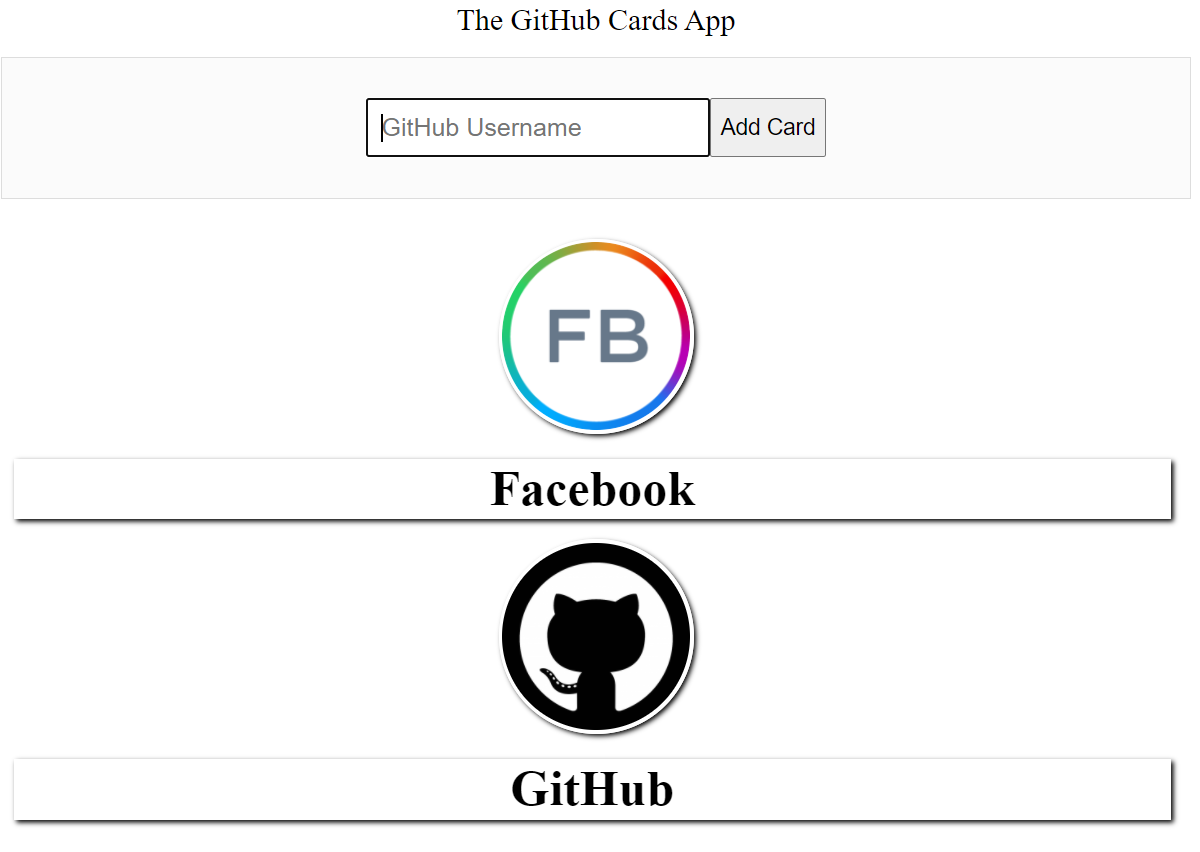 The GitHub Cards App
GitHub Username
Add Card
FB
Facebook
GitHub